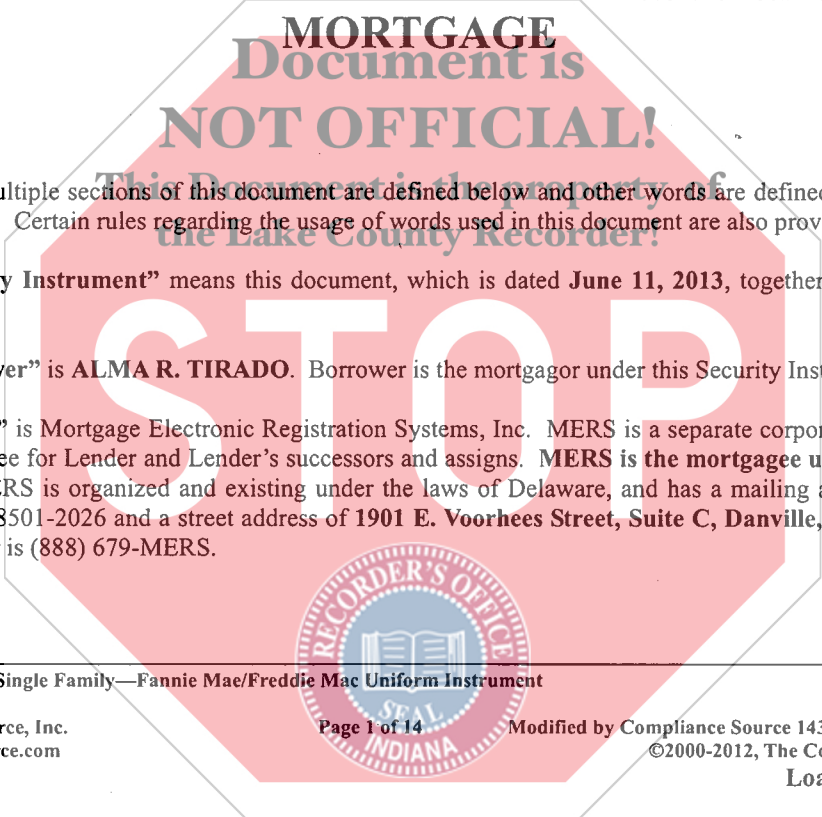 MORTGAGE
Document is
NOT OFFICIAL!
This Document is the property of
the Lake County Recorder!
ultiple sections of this document are defined below and other words are defined
Certain rules regarding the usage of words used in this document are also prov
y Instrument” means this document, which is dated June 11, 2013, together
STOP
er” is ALMA R. TIRADO. Borrower is the mortgagor under this Security Inst
” is Mortgage Electronic Registration Systems, Inc. MERS is a separate corpor
ee for Lender and Lender’s successors and assigns. MERS is the mortgagee u
ERS is organized and existing under the laws of Delaware, and has a mailing a
8501-2026 and a street address of 1901 E. Voorhees Street, Suite C, Danville,
is (888) 679-MERS.
RECORDER'S OFFICE
SEAL
INDIANA
Single Family—Fannie Mae/Freddie Mac Uniform Instrument
rce, Inc. Page 1 of 14 Modified by Compliance Source 143
ce.com ©2000-2012, The Co
Loa